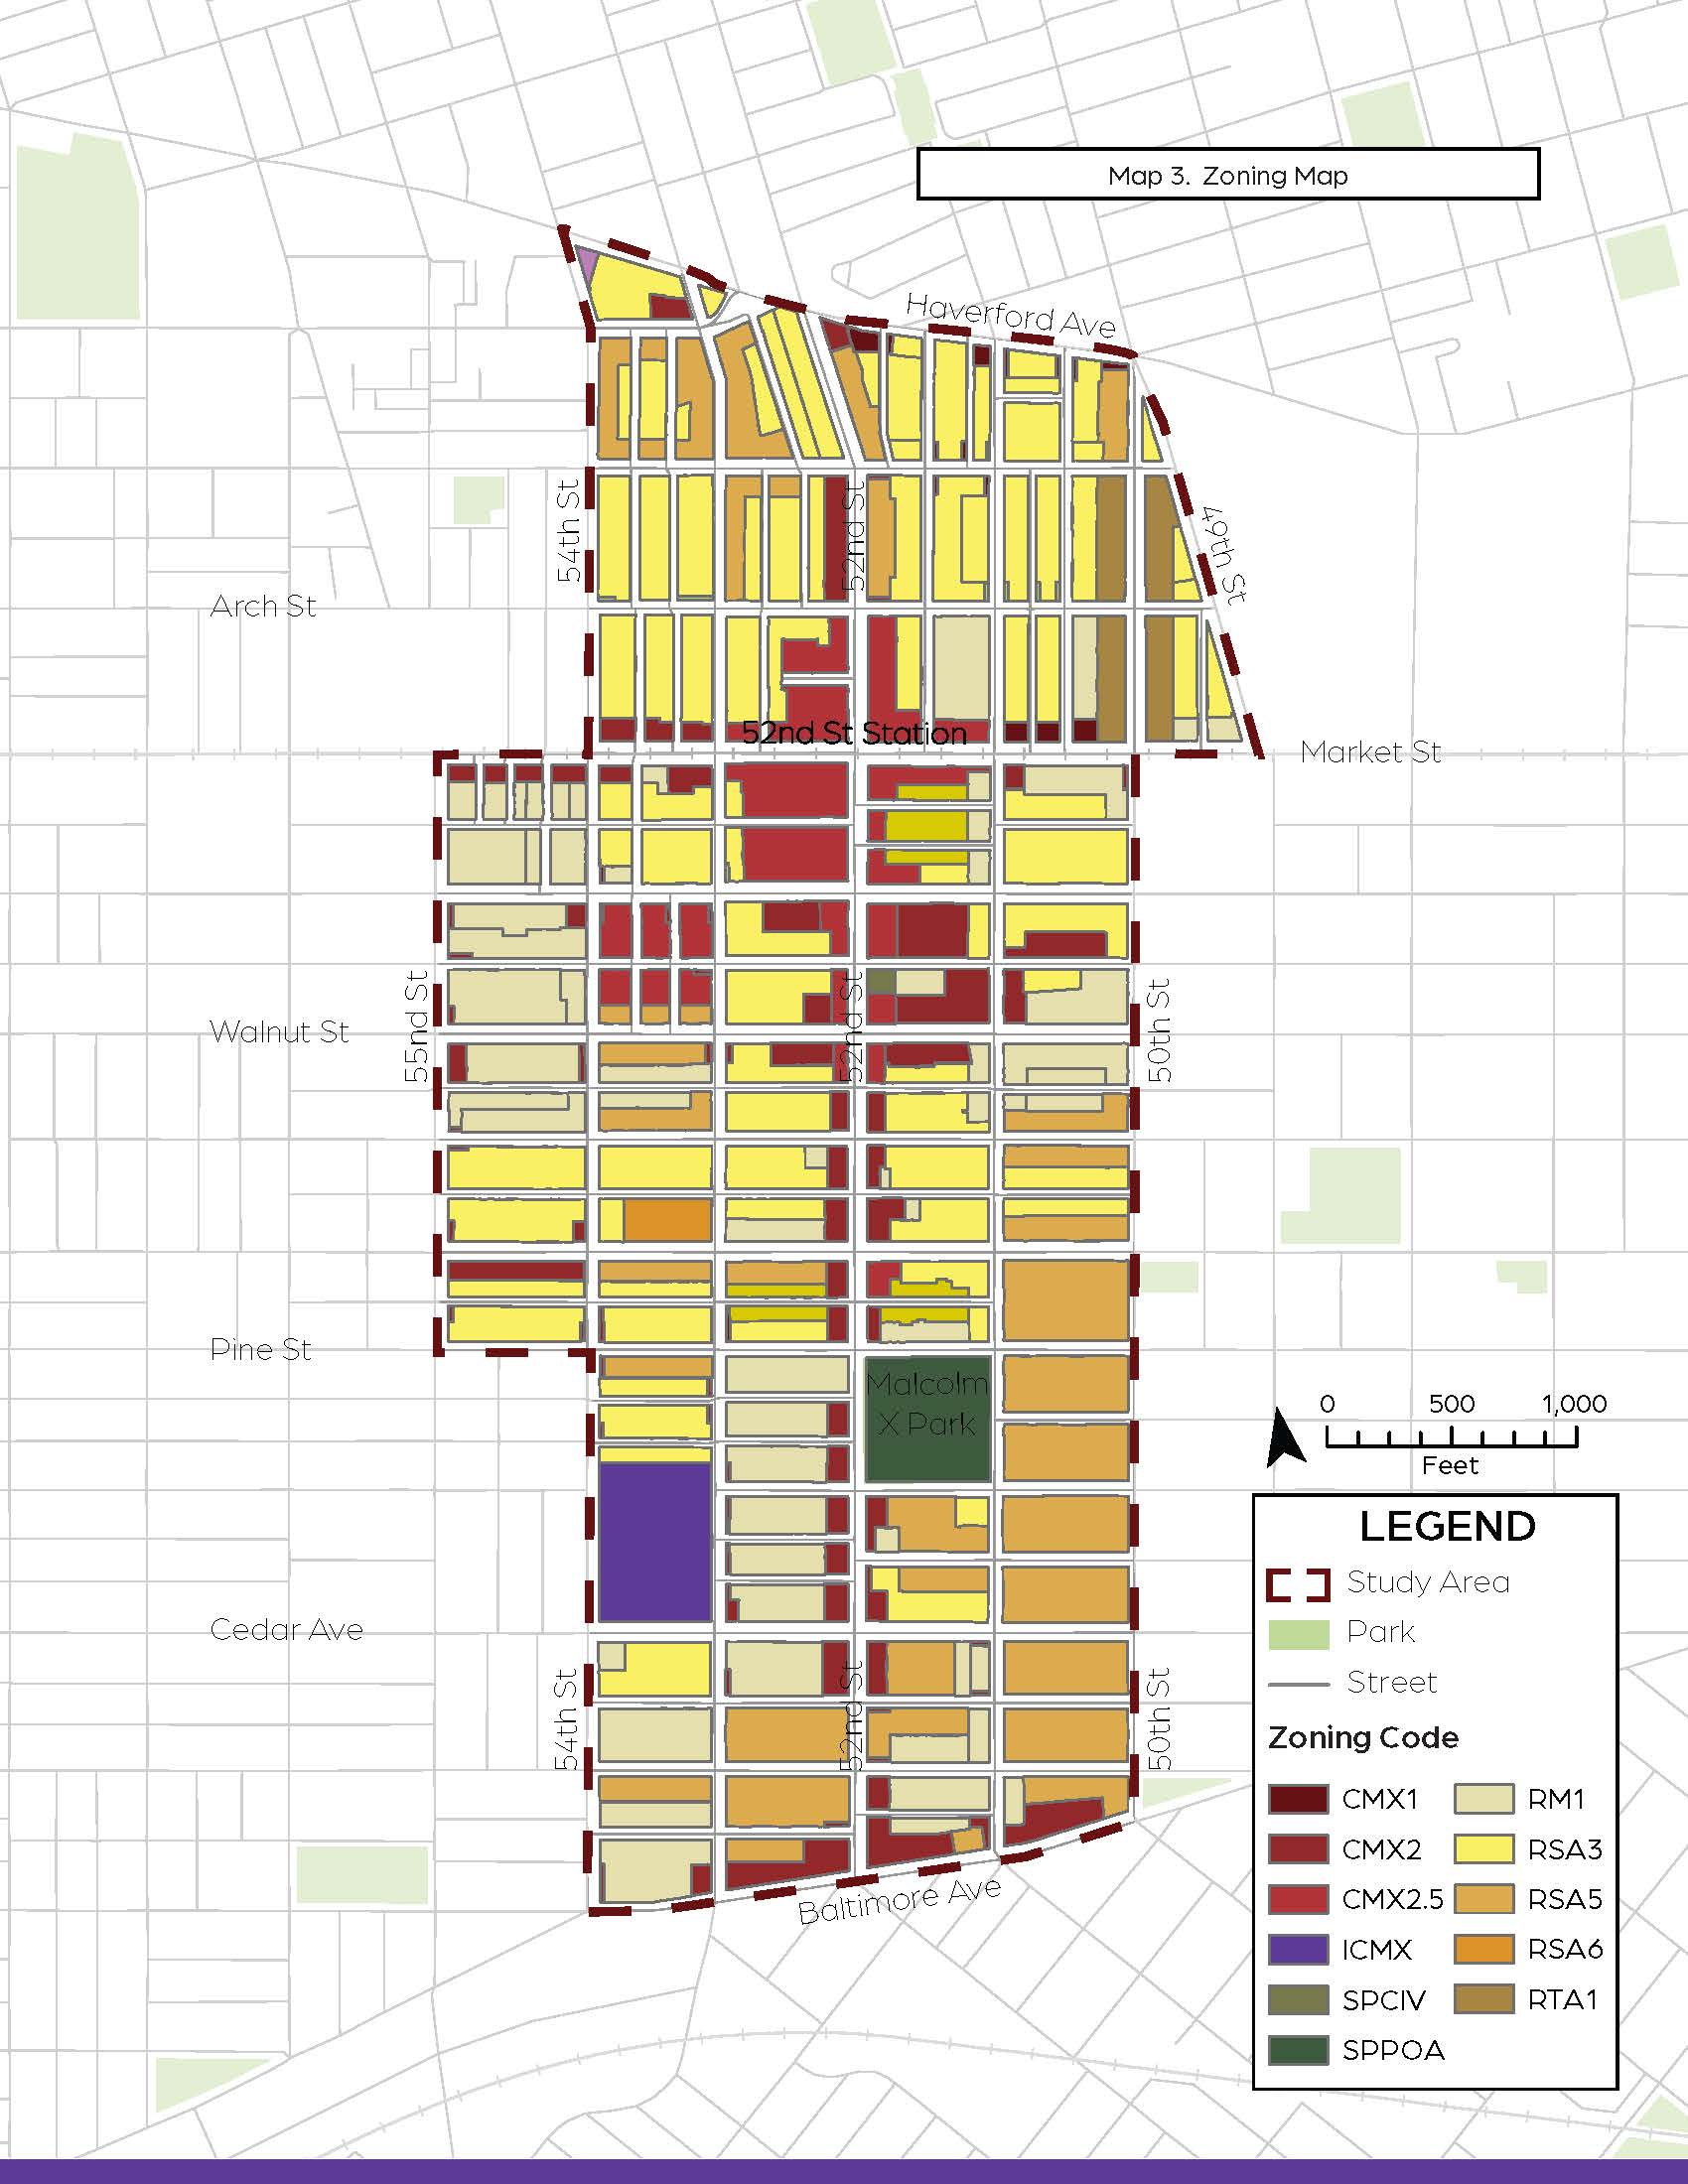 Map 3. Zoning Map
Haverford Ave
54th St
52nd St
49th St
Arch St
52nd St Station
Market St
55nd St
52nd St
50th St
Walnut St
Pine St
Malcolm
X Park
0 500 1,000
Feet
Cedar Ave
54th St
52nd St
50th St
Baltimore Ave
LEGEND
Study Area
Park
Street
Zoning Code
CMX1 RM1
CMX2 RSA3
CMX2.5 RSA5
ICMX RSA6
SPCIV RTA1
SPPOA